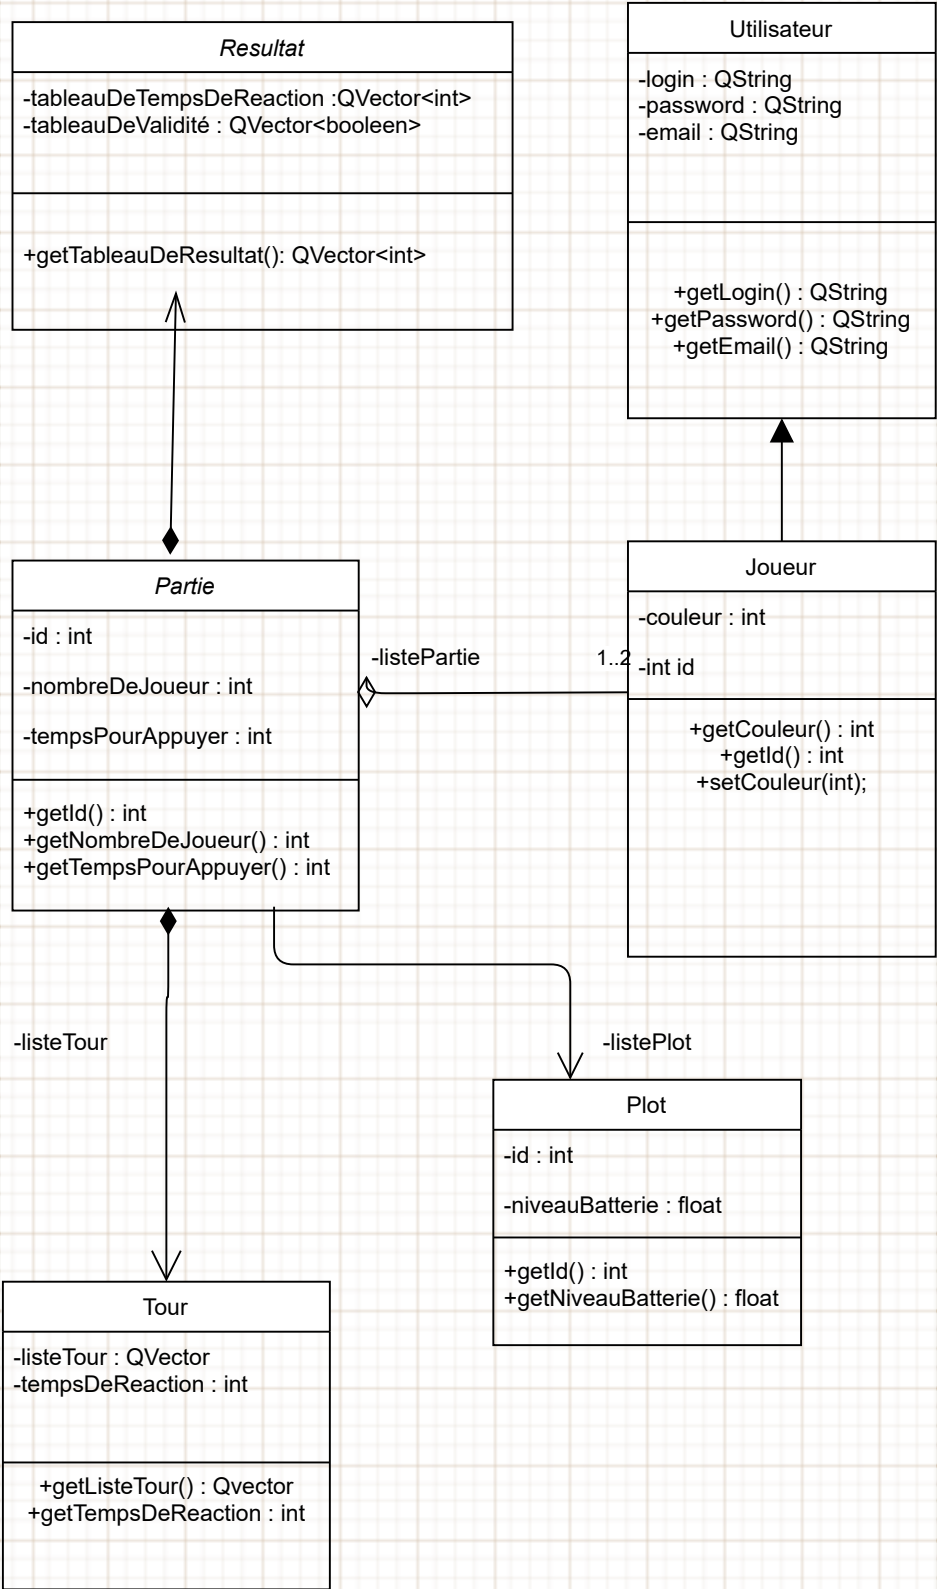 Resultat
-tableauDeTempsDeReaction :QVector<int>
-tableauDeValidité : QVector<booleen>
+getTableauDeResultat(): QVector<int>
Utilisateur
-login : QString
-password : QString
-email : QString
+getLogin() : QString
+getPassword() : QString
+getEmail() : QString
Partie
-id : int
-nombreDeJoueur : int
-tempsPourAppuyer : int
+getId() : int
+getNombreDeJoueur() : int
+getTempsPourAppuyer() : int
-listePartie
1..2
Joueur
-couleur : int
-int id
+getCouleur() : int
+getId() : int
+setCouleur(int);
-listeTour
-listePlot
Plot
-id : int
-niveauBatterie : float
+getId() : int
+getNiveauBatterie() : float
Tour
-listeTour : QVector
-tempsDeReaction : int
+getListeTour() : Qvector
+getTempsDeReaction : int